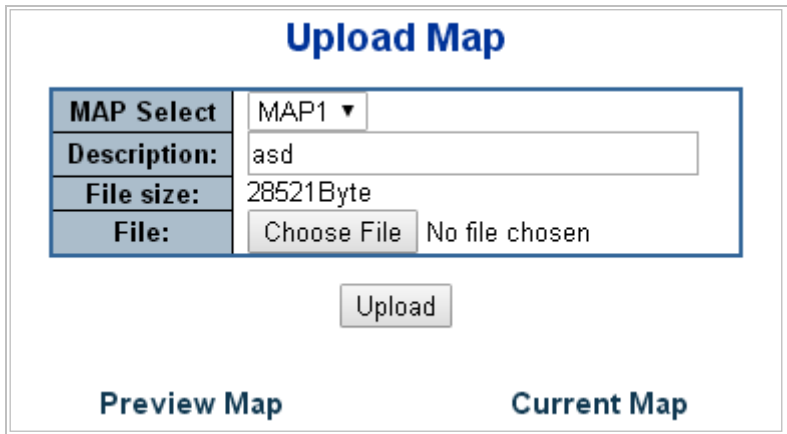 Upload Map
MAP Select MAP1
Description: asd
File size: 28521Byte
File: Choose File No file chosen
Upload
Preview Map Current Map